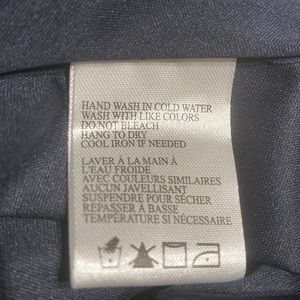 HAND WASH IN COLD WATER
WASH WITH LIKE COLORS
DO NOT BLEACH
HANG TO DRY
COOL IRON IF NEEDED
LAVER À LA MAIN À
L'EAU FROIDE
AVEC COULEURS SIMILAIRES
AUCUN JAVELLISANT
SUSPENDRE POUR SÉCHER
REPASSER À BASSE
TEMPÉRATURE SI NÉCESSAIRE